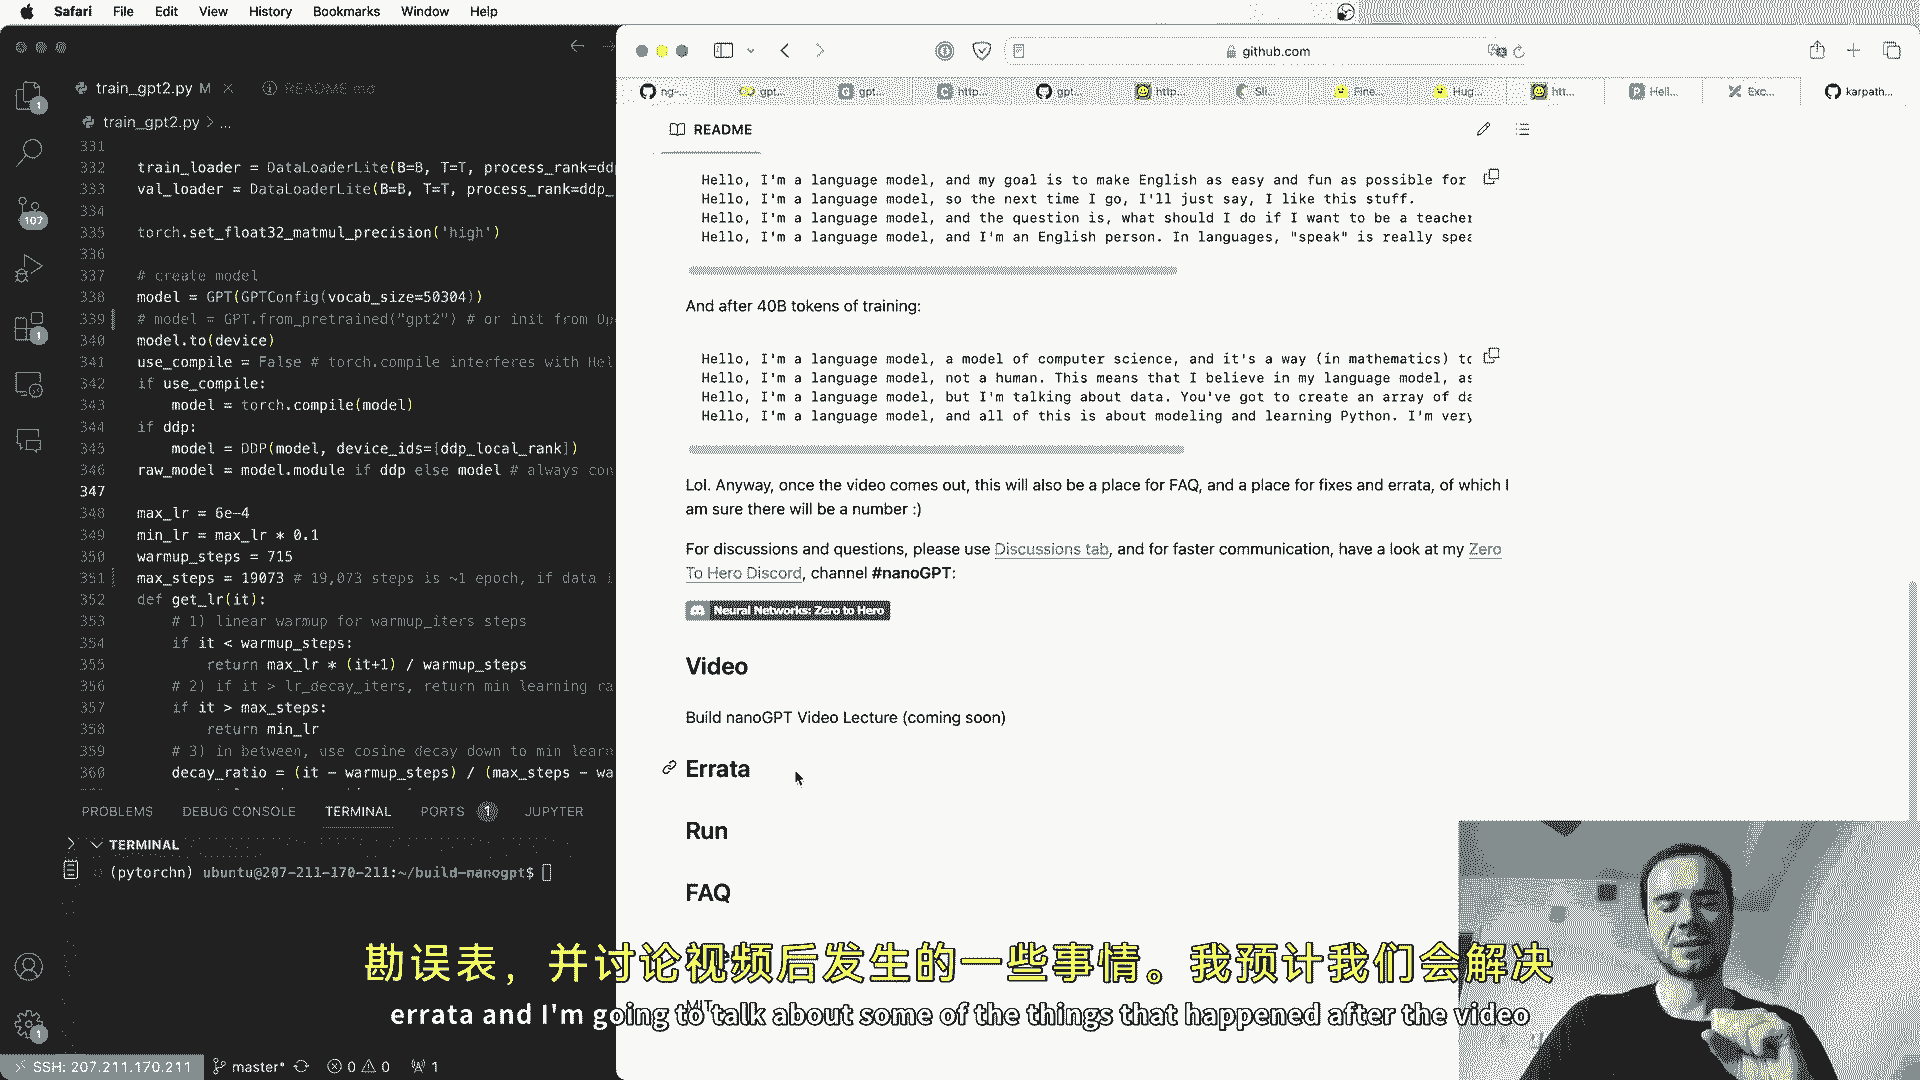 Safari File Edit View History Bookmarks Window Help
github.com
train_gpt2.py M README.md
ng-... gpt... gpt... http... gpt... http... Sli... Fine... Hug... htt... Hell... Exc... karpath...
train_gpt2.py > ...
README
331
332 train_loader = DataLoaderLite(B=B, T=T, process_rank=ddp
333 val_loader = DataLoaderLite(B=B, T=T, process_rank=ddp_
334
335 torch.set_float32_matmul_precision('high')
336
337 # create model
338 model = GPT(GPTConfig(vocab_size=50304))
339 # model = GPT.from_pretrained("gpt2") # or init from Op
340 model.to(device)
341 use_compile = False # torch.compile interferes with Hel
342 if use_compile:
343 model = torch.compile(model)
344 if ddp:
345 model = DDP(model, device_ids=[ddp_local_rank])
346 raw_model = model.module if ddp else model # always con
347
348 max_lr = 6e-4
349 min_lr = max_lr * 0.1
350 warmup_steps = 715
351 max_steps = 19073 # 19,073 steps is ~1 epoch, if data i
352 def get_lr(it):
353 # 1) linear warmup for warmup_iters steps
354 if it < warmup_steps:
355 return max_lr * (it+1) / warmup_steps
356 # 2) if it > lr_decay_iters, return min learning ra
357 if it > max_steps:
358 return min_lr
359 # 3) in between, use cosine decay down to min learn
360 decay_ratio = (it - warmup_steps) / (max_steps - wa
PROBLEMS DEBUG CONSOLE TERMINAL PORTS 1 JUPYTER
TERMINAL
(pytorchn) ubuntu@207-211-170-211:~/build-nanogpt$
SSH: 207.211.170.211 master* 0 0 1
1
107
1
1
Hello, I'm a language model, and my goal is to make English as easy and fun as possible for
Hello, I'm a language model, so the next time I go, I'll just say, I like this stuff.
Hello, I'm a language model, and the question is, what should I do if I want to be a teacher
Hello, I'm a language model, and I'm an English person. In languages, "speak" is really spea
And after 40B tokens of training:
Hello, I'm a language model, a model of computer science, and it's a way (in mathematics) to
Hello, I'm a language model, not a human. This means that I believe in my language model, as
Hello, I'm a language model, but I'm talking about data. You've got to create an array of da
Hello, I'm a language model, and all of this is about modeling and learning Python. I'm very
Lol. Anyway, once the video comes out, this will also be a place for FAQ, and a place for fixes and errata, of which I
am sure there will be a number :)
For discussions and questions, please use Discussions tab, and for faster communication, have a look at my Zero
To Hero Discord, channel #nanoGPT:
Neural Networks: Zero to Hero
Video
Build nanoGPT Video Lecture (coming soon)
Errata
Run
FAQ
MIT
勘误表，并讨论视频后发生的一些事情。我预计我们会解决
errata and I'm going to talk about some of the things that happened after the video